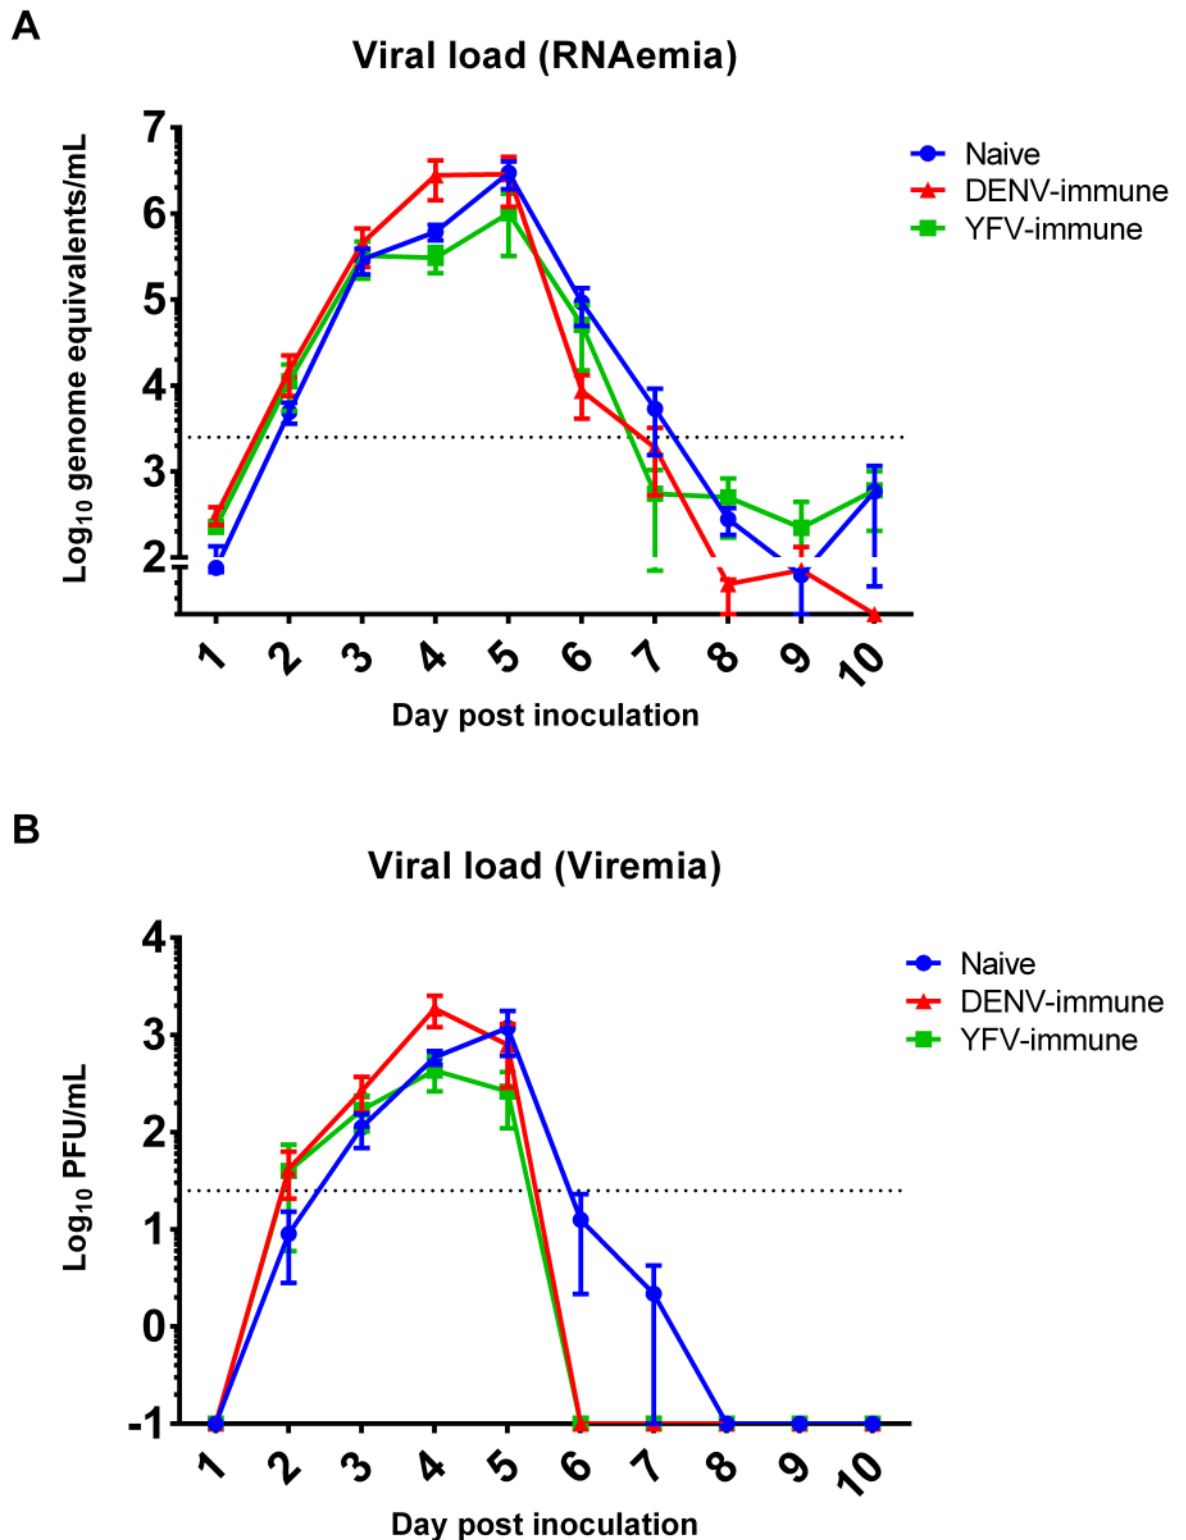 A
Viral load (RNAemia)
Log10 genome equivalents/mL
7
6
5
4
3
2
Naive
DENV-immune
YFV-immune
1 2 3 4 5 6 7 8 9 10
Day post inoculation
B
Viral load (Viremia)
Log10 PFU/mL
4
3
2
1
0
-1
Naive
DENV-immune
YFV-immune
1 2 3 4 5 6 7 8 9 10
Day post inoculation